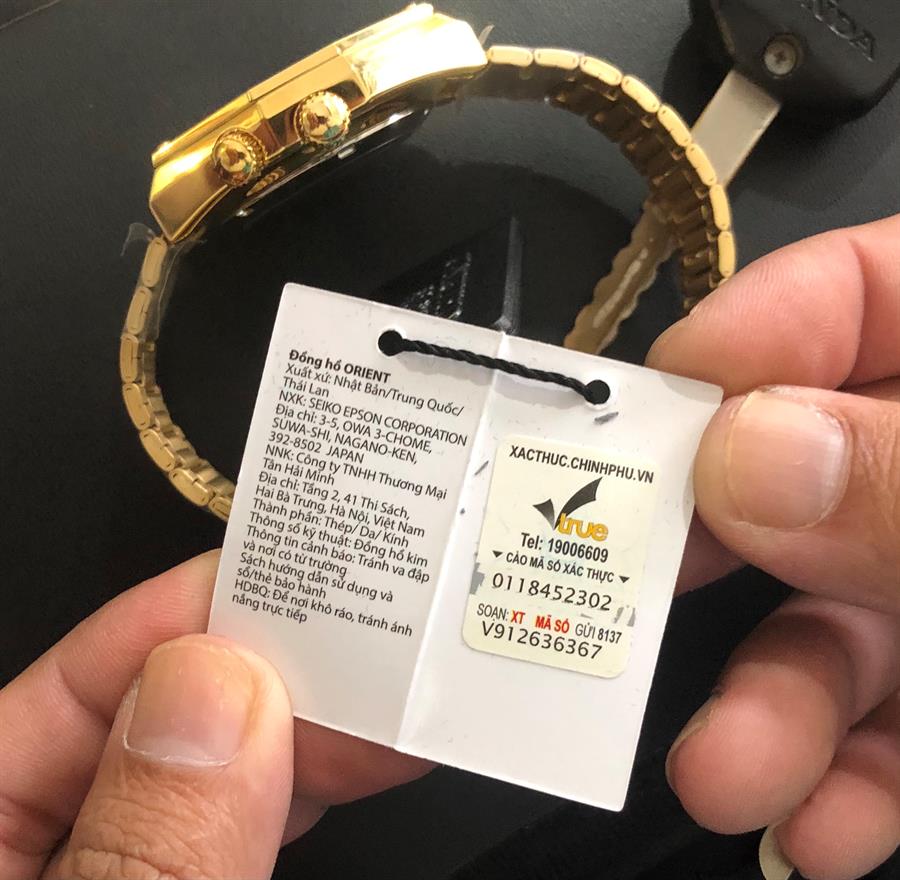 NDA
Đồng hồ ORIENT
Xuất xứ: Nhật Bản/Trung Quốc/
Thái Lan
NXK: SEIKO EPSON CORPORATION
Địa chỉ: 3-5, OWA 3-CHOME,
SUWA-SHI, NAGANO-KEN,
392-8502 JAPAN
NNK: Công ty TNHH Thương Mại
Tân Hải Minh
Địa chỉ: Tầng 2, 41 Thi Sách,
Hai Bà Trưng, Hà Nội, Việt Nam
Thành phần: Thép/ Da/ Kính
Thông số kỹ thuật: Đồng hồ kim
Thông tin cảnh báo: Tránh va đập
và nơi có từ trường
Sách hướng dẫn sử dụng và
sổ/thẻ bảo hành
HDBQ: Để nơi khô ráo, tránh ánh
nắng trực tiếp
XACTHUC.CHINHPHU.VN
true
Tel: 19006609
CÀO MÃ SỐ XÁC THỰC
0118452302
SOẠN: XT MÃ SỐ GỬI 8137
V912636367